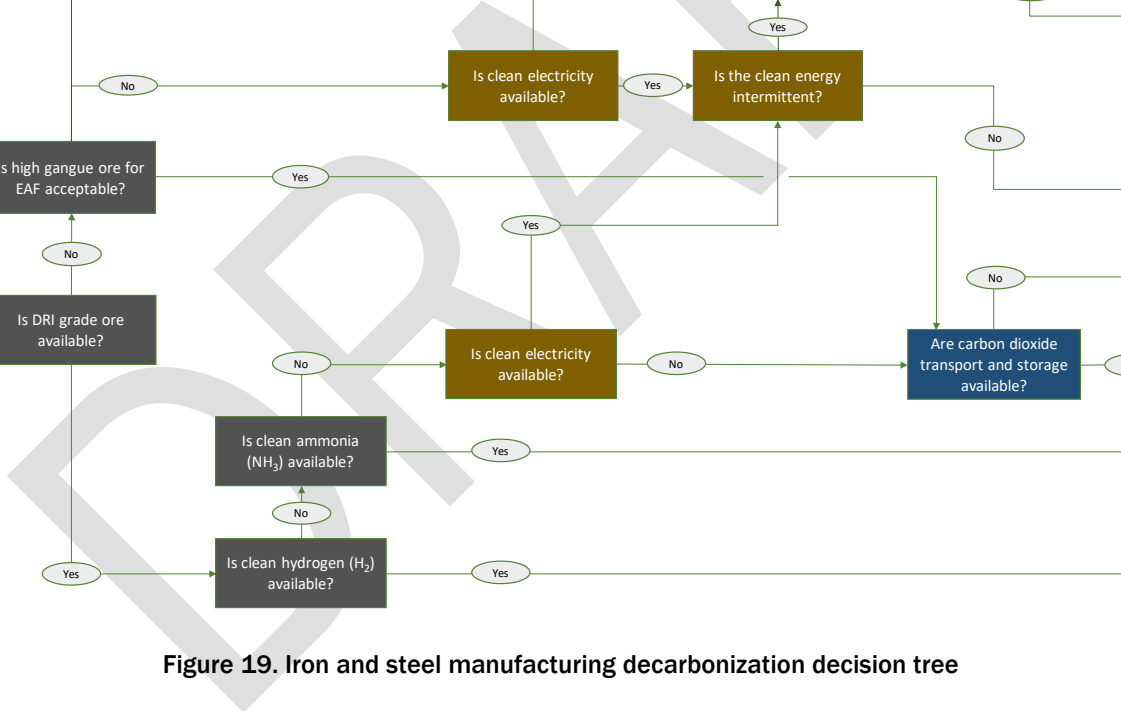 Yes
No
Is clean electricity
available?
Yes
Is the clean energy
intermittent?
No
s high gangue ore for
EAF acceptable?
Yes
Yes
No
No
Is DRI grade ore
available?
No
Is clean electricity
available?
No
Are carbon dioxide
transport and storage
available?
Is clean ammonia
(NH₃) available?
Yes
No
Yes
Is clean hydrogen (H₂)
available?
Yes
DRA
Figure 19. Iron and steel manufacturing decarbonization decision tree